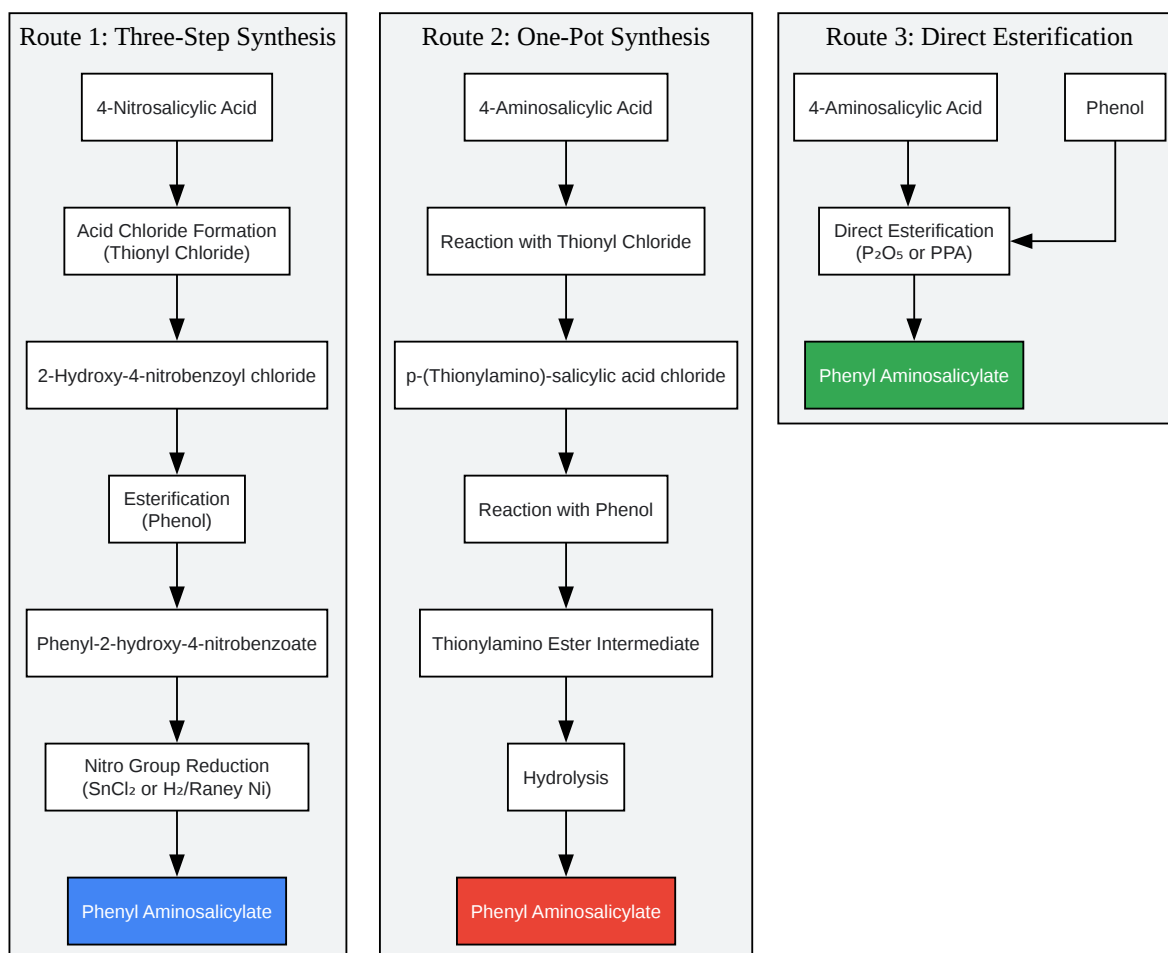 Route 1: Three-Step Synthesis
4-Nitrosalicylic Acid
Acid Chloride Formation
(Thionyl Chloride)
2-Hydroxy-4-nitrobenzoyl chloride
Esterification
(Phenol)
Phenyl-2-hydroxy-4-nitrobenzoate
Nitro Group Reduction
(SnCl₂ or H₂/Raney Ni)
Phenyl Aminosalicylate
Route 2: One-Pot Synthesis
4-Aminosalicylic Acid
Reaction with Thionyl Chloride
p-(Thionylamino)-salicylic acid chloride
Reaction with Phenol
Thionylamino Ester Intermediate
Hydrolysis
Phenyl Aminosalicylate
Route 3: Direct Esterification
4-Aminosalicylic Acid
Phenol
Direct Esterification
(P₂O₅ or PPA)
Phenyl Aminosalicylate